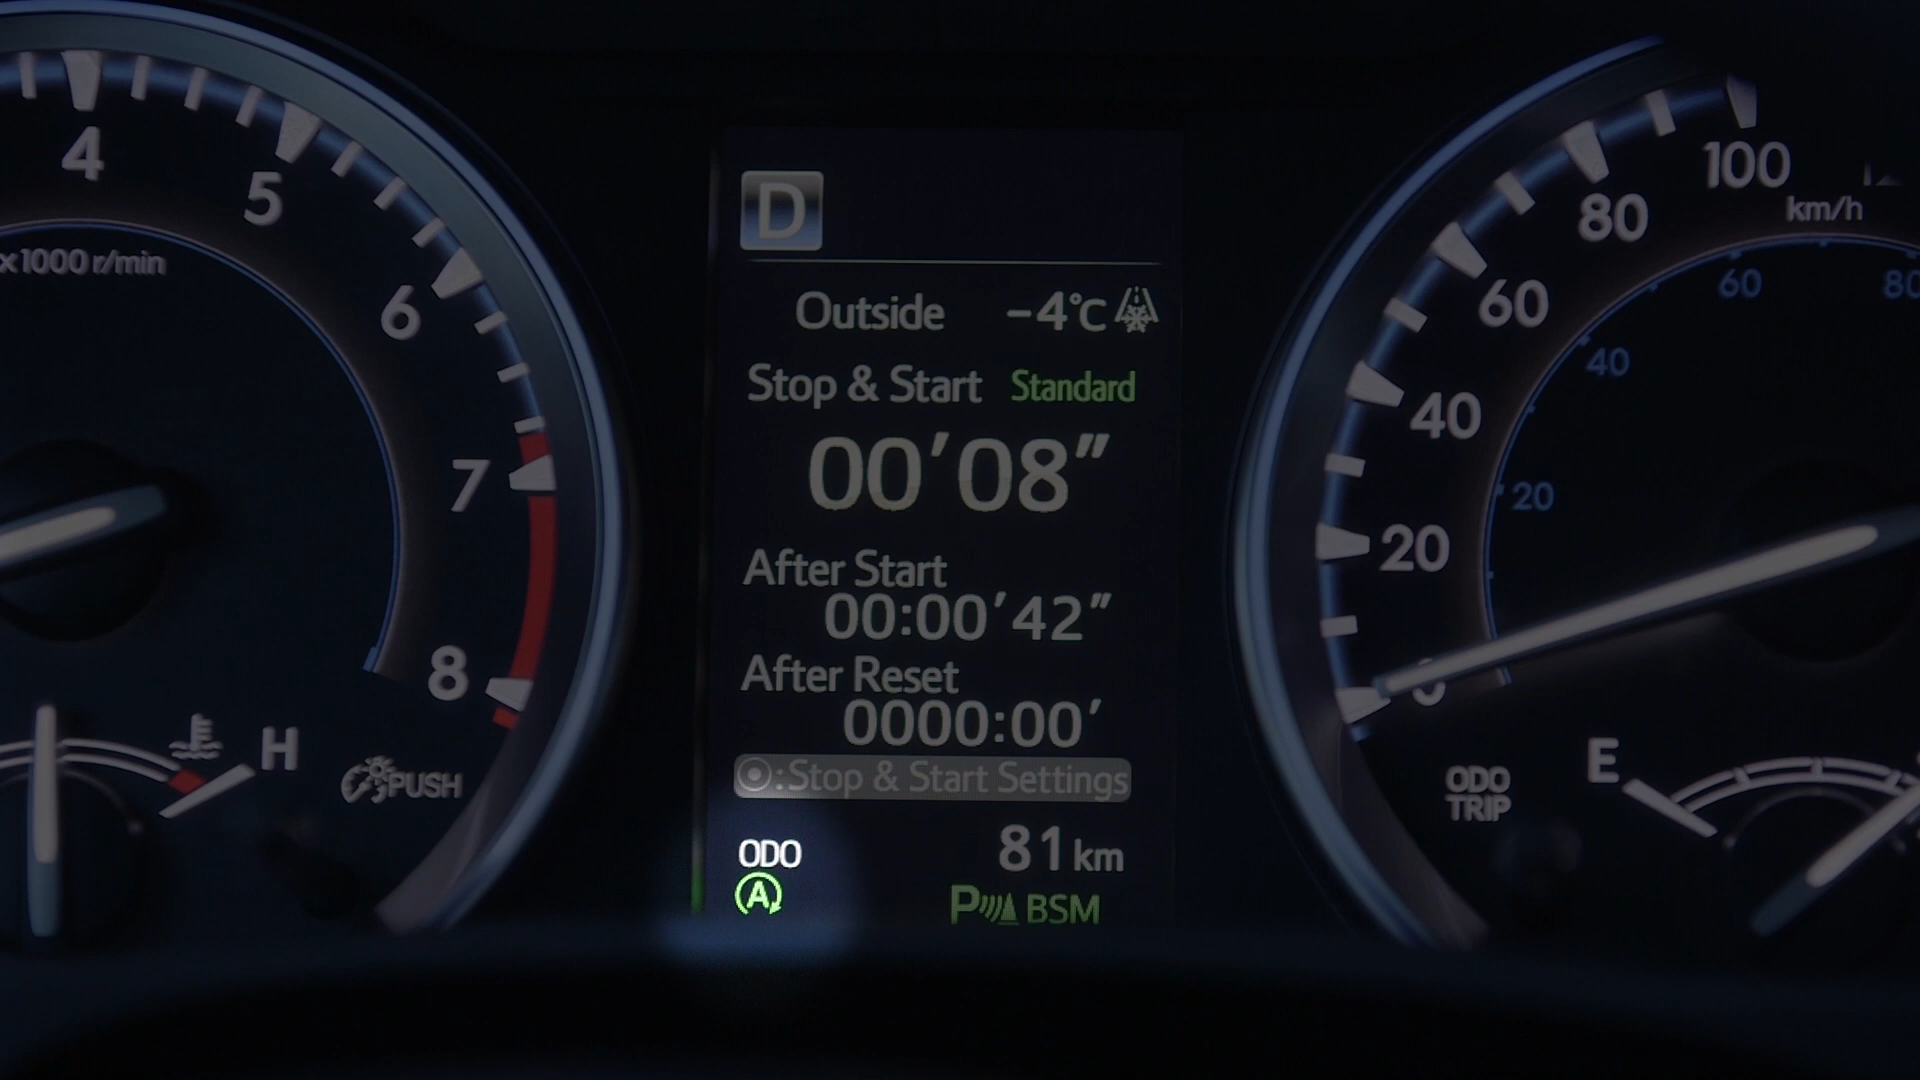 4
5
6
7
8
x1000 r/min
H
PUSH
D
Outside -4°C
Stop & Start Standard
00'08"
After Start
00:00'42"
After Reset
0000:00'
:Stop & Start Settings
ODO 81 km
A P BSM
100
km/h
80
60
40
20
0
80
60
40
20
ODO
TRIP
E